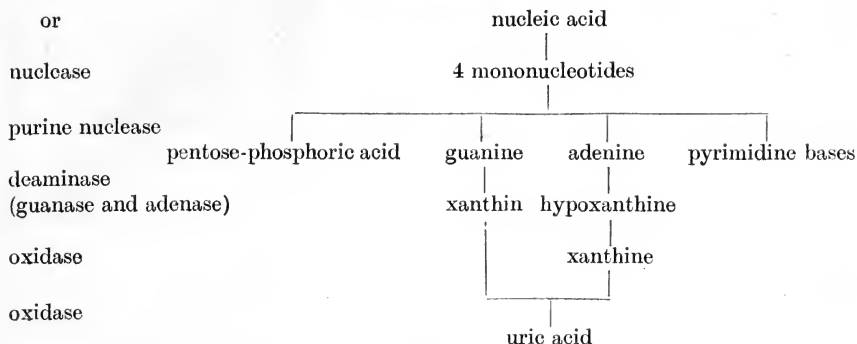 or nucleic acid
nuclease 4 mononucleotides
purine nuclease
pentose-phosphoric acid guanine adenine pyrimidine bases
deaminase
(guanase and adenase) xanthin hypoxanthine
oxidase xanthine
oxidase
uric acid